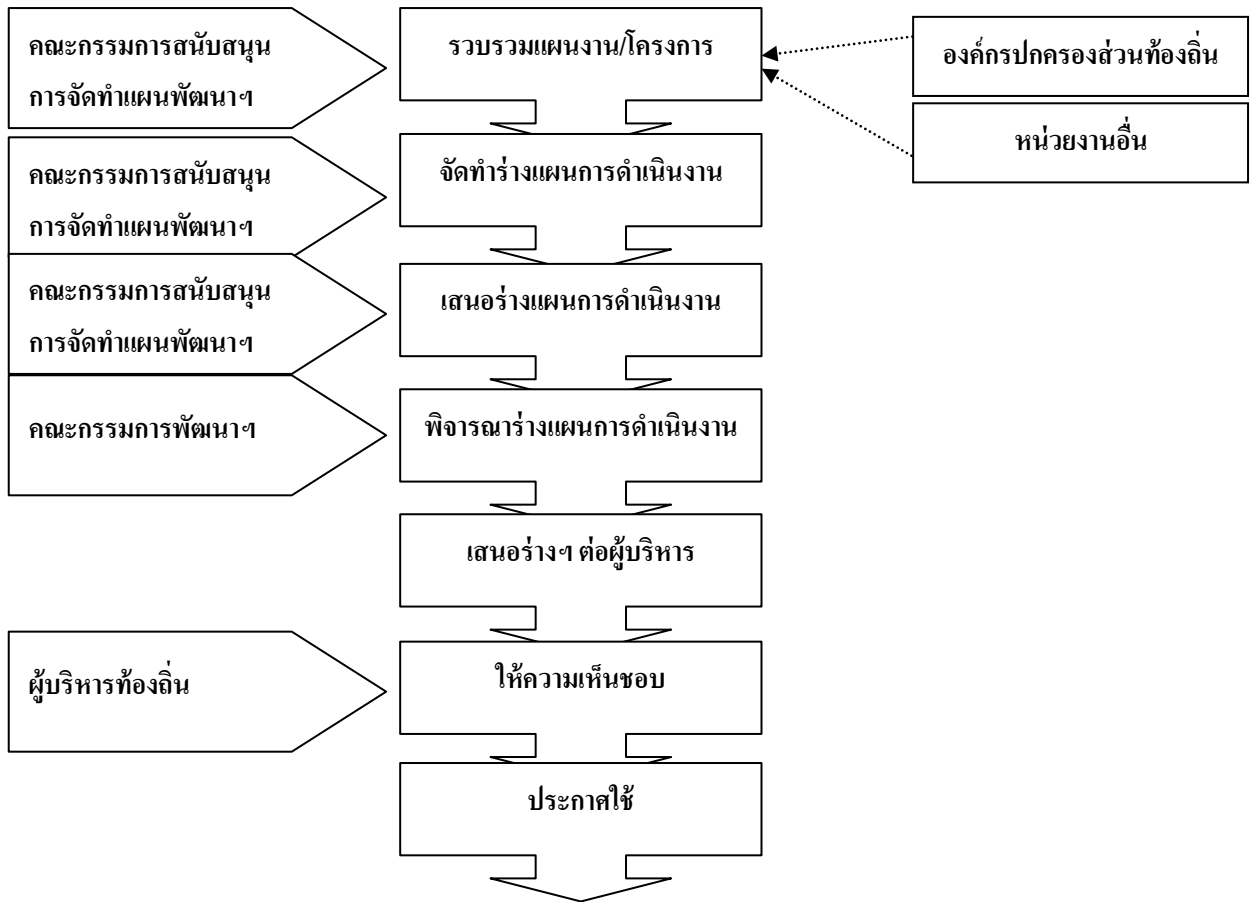 คณะกรรมการสนับสนุน
การจัดทำแผนพัฒนาฯ
รวบรวมแผนงาน/โครงการ
องค์กรปกครองส่วนท้องถิ่น
หน่วยงานอื่น
คณะกรรมการสนับสนุน
การจัดทำแผนพัฒนาฯ
จัดทำร่างแผนการดำเนินงาน
คณะกรรมการสนับสนุน
การจัดทำแผนพัฒนาฯ
เสนอร่างแผนการดำเนินงาน
คณะกรรมการพัฒนาฯ
พิจารณาร่างแผนการดำเนินงาน
เสนอร่างฯ ต่อผู้บริหาร
ผู้บริหารท้องถิ่น
ให้ความเห็นชอบ
ประกาศใช้